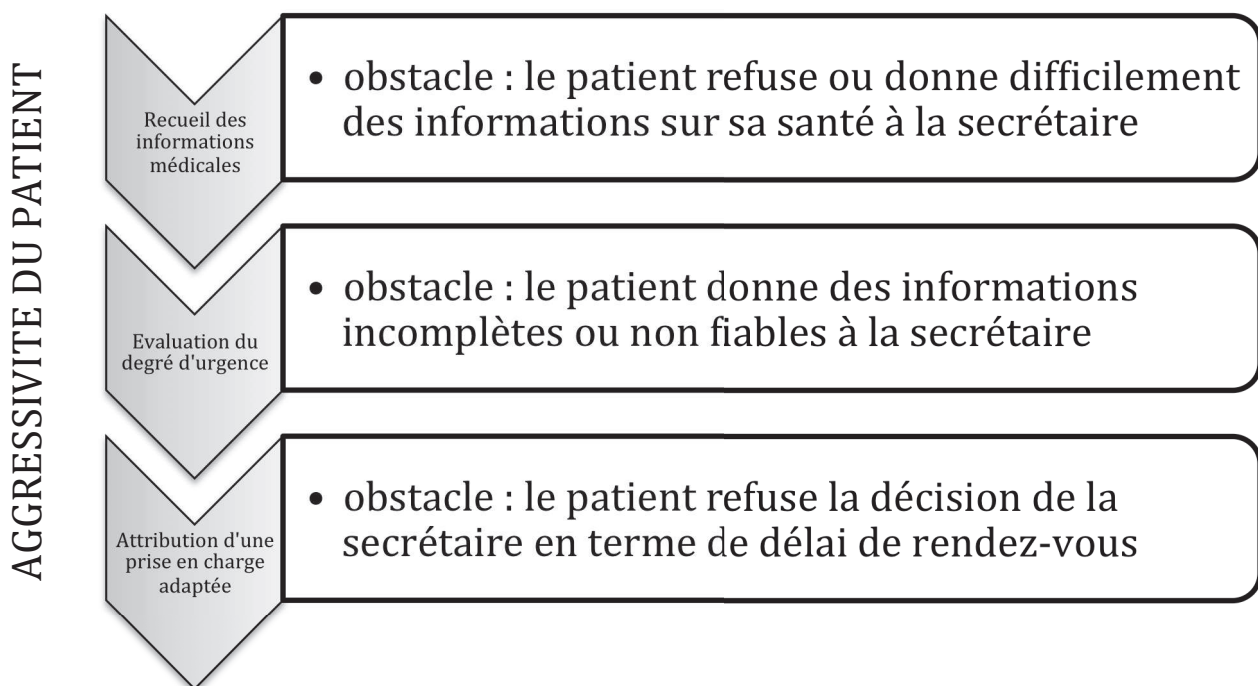 AGGRESSIVITE DU PATIENT
Recueil des
informations
médicales
• obstacle : le patient refuse ou donne difficilement
des informations sur sa santé à la secrétaire
Evaluation du
degré d'urgence
• obstacle : le patient donne des informations
incomplètes ou non fiables à la secrétaire
Attribution d'une
prise en charge
adaptée
• obstacle : le patient refuse la décision de la
secrétaire en terme de délai de rendez-vous